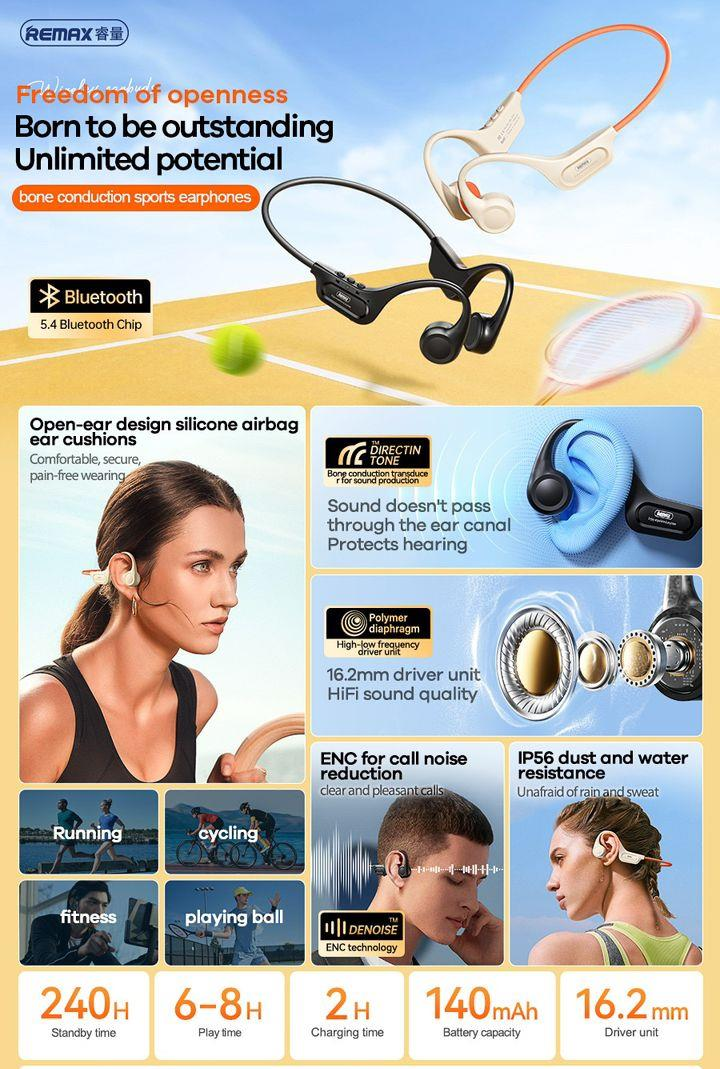 REMAX睿量
Wireless earbuds
Freedom of openness
Born to be outstanding
Unlimited potential
bone conduction sports earphones
Bluetooth
5.4 Bluetooth Chip
Open-ear design silicone airbag
ear cushions
Comfortable, secure,
pain-free wearing
DIRECTIN
TONE
TM
Bone conduction transduce
r for sound production
Sound doesn't pass
through the ear canal
Protects hearing
Polymer
diaphragm
High-low frequency
driver unit
16.2mm driver unit
HiFi sound quality
ENC for call noise
reduction
clear and pleasant calls
DENOISE™
ENC technology
IP56 dust and water
resistance
Unafraid of rain and sweat
Running
cycling
fitness
playing ball
240H
Standby time
6-8H
Play time
2H
Charging time
140mAh
Battery capacity
16.2mm
Driver unit